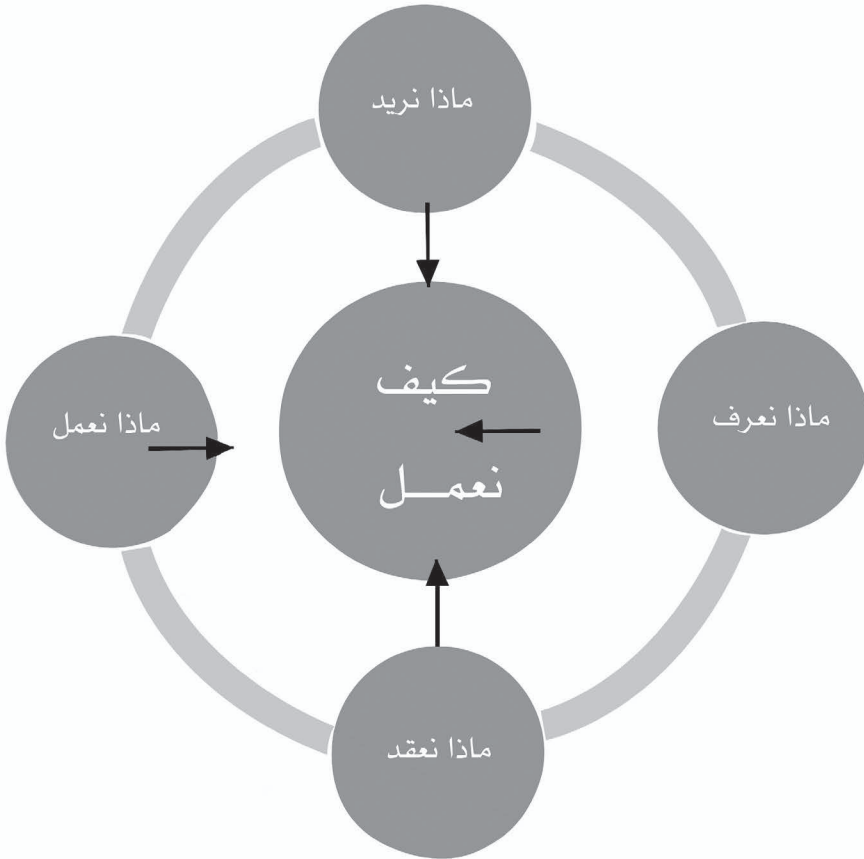 ماذا نريد
ماذا نعرف
كيف
نعمــل
ماذا نعمل
ماذا نعقد